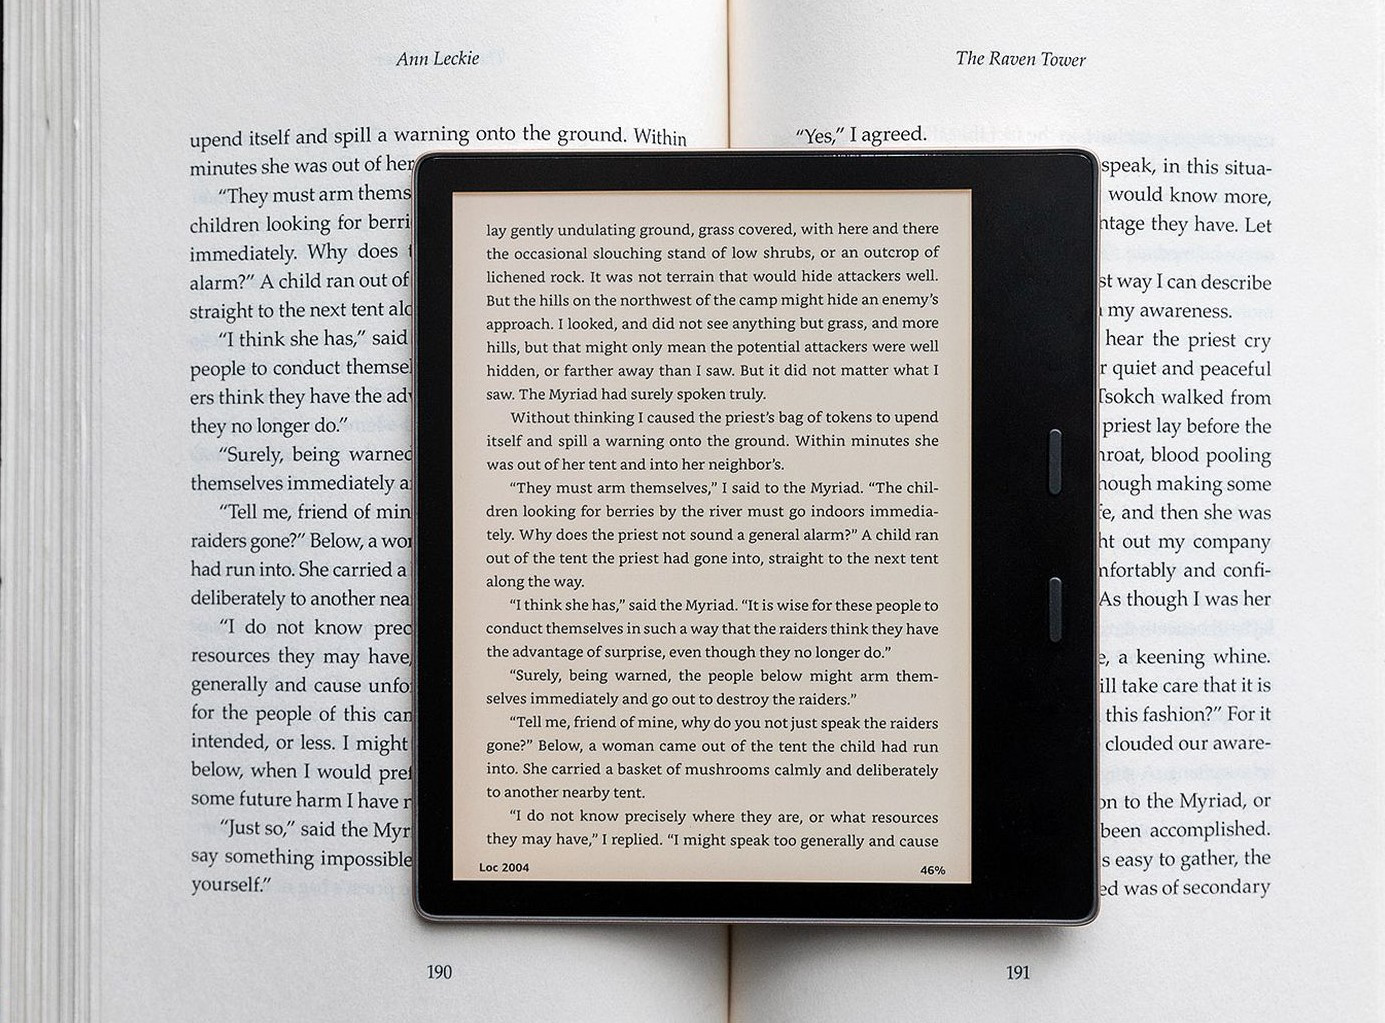 Ann Leckie
upend itself and spill a warning onto the ground. Within
minutes she was out of her
“They must arm thems
children looking for berri
immediately. Why does
alarm?” A child ran out of
straight to the next tent alo
“I think she has,” said
people to conduct themsel
ers think they have the adv
they no longer do.”
“Surely, being warned
themselves immediately a
“Tell me, friend of min
raiders gone?” Below, a wo
had run into. She carried a
deliberately to another nea
“I do not know prec
resources they may have,
generally and cause unfo
for the people of this cam
intended, or less. I might
below, when I would pref
some future harm I have
“Just so,” said the Myr
say something impossible
yourself.”
190
lay gently undulating ground, grass covered, with here and there
the occasional slouching stand of low shrubs, or an outcrop of
lichened rock. It was not terrain that would hide attackers well.
But the hills on the northwest of the camp might hide an enemy’s
approach. I looked, and did not see anything but grass, and more
hills, but that might only mean the potential attackers were well
hidden, or farther away than I saw. But it did not matter what I
saw. The Myriad had surely spoken truly.
Without thinking I caused the priest’s bag of tokens to upend
itself and spill a warning onto the ground. Within minutes she
was out of her tent and into her neighbor’s.
“They must arm themselves,” I said to the Myriad. “The chil-
dren looking for berries by the river must go indoors immedia-
tely. Why does the priest not sound a general alarm?” A child ran
out of the tent the priest had gone into, straight to the next tent
along the way.
“I think she has,” said the Myriad. “It is wise for these people to
conduct themselves in such a way that the raiders think they have
the advantage of surprise, even though they no longer do.”
“Surely, being warned, the people below might arm them-
selves immediately and go out to destroy the raiders.”
“Tell me, friend of mine, why do you not just speak the raiders
gone?” Below, a woman came out of the tent the child had run
into. She carried a basket of mushrooms calmly and deliberately
to another nearby tent.
“I do not know precisely where they are, or what resources
they may have,” I replied. “I might speak too generally and cause
Loc 2004
46%
The Raven Tower
“Yes,” I agreed.
speak, in this situa-
would know more,
ntage they have. Let
st way I can describe
my awareness.
hear the priest cry
r quiet and peaceful
Tsokch walked from
priest lay before the
hroat, blood pooling
hough making some
fe, and then she was
ht out my company
nfortably and confi-
As though I was her
e, a keening whine.
ill take care that it is
this fashion?” For it
clouded our aware-
on to the Myriad, or
been accomplished.
s easy to gather, the
ed was of secondary
191